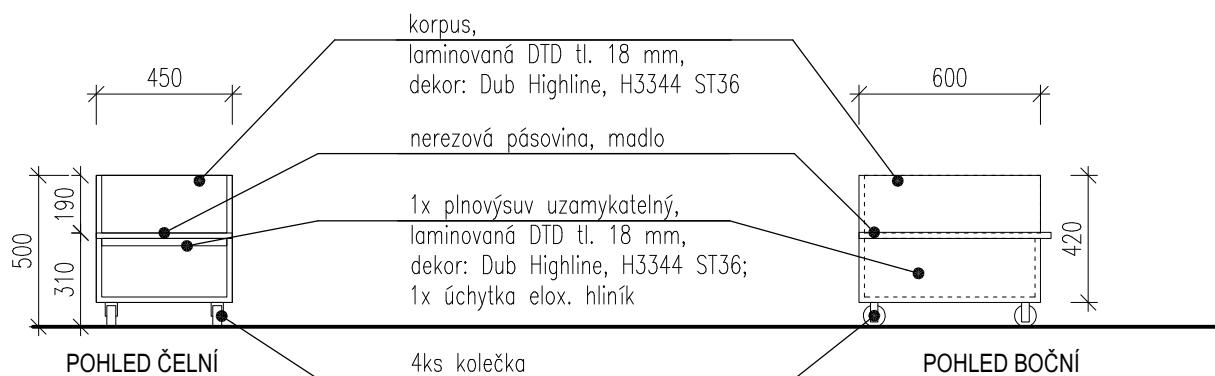 korpus,
laminovaná DTD tl. 18 mm,
dekor: Dub Highline, H3344 ST36
450
600
nerezová pásovina, madlo
1x plnovýsuv uzamykatelný,
laminovaná DTD tl. 18 mm,
dekor: Dub Highline, H3344 ST36;
1x úchytka elox. hliník
500
190
310
420
POHLED ČELNÍ
4ks kolečka
POHLED BOČNÍ